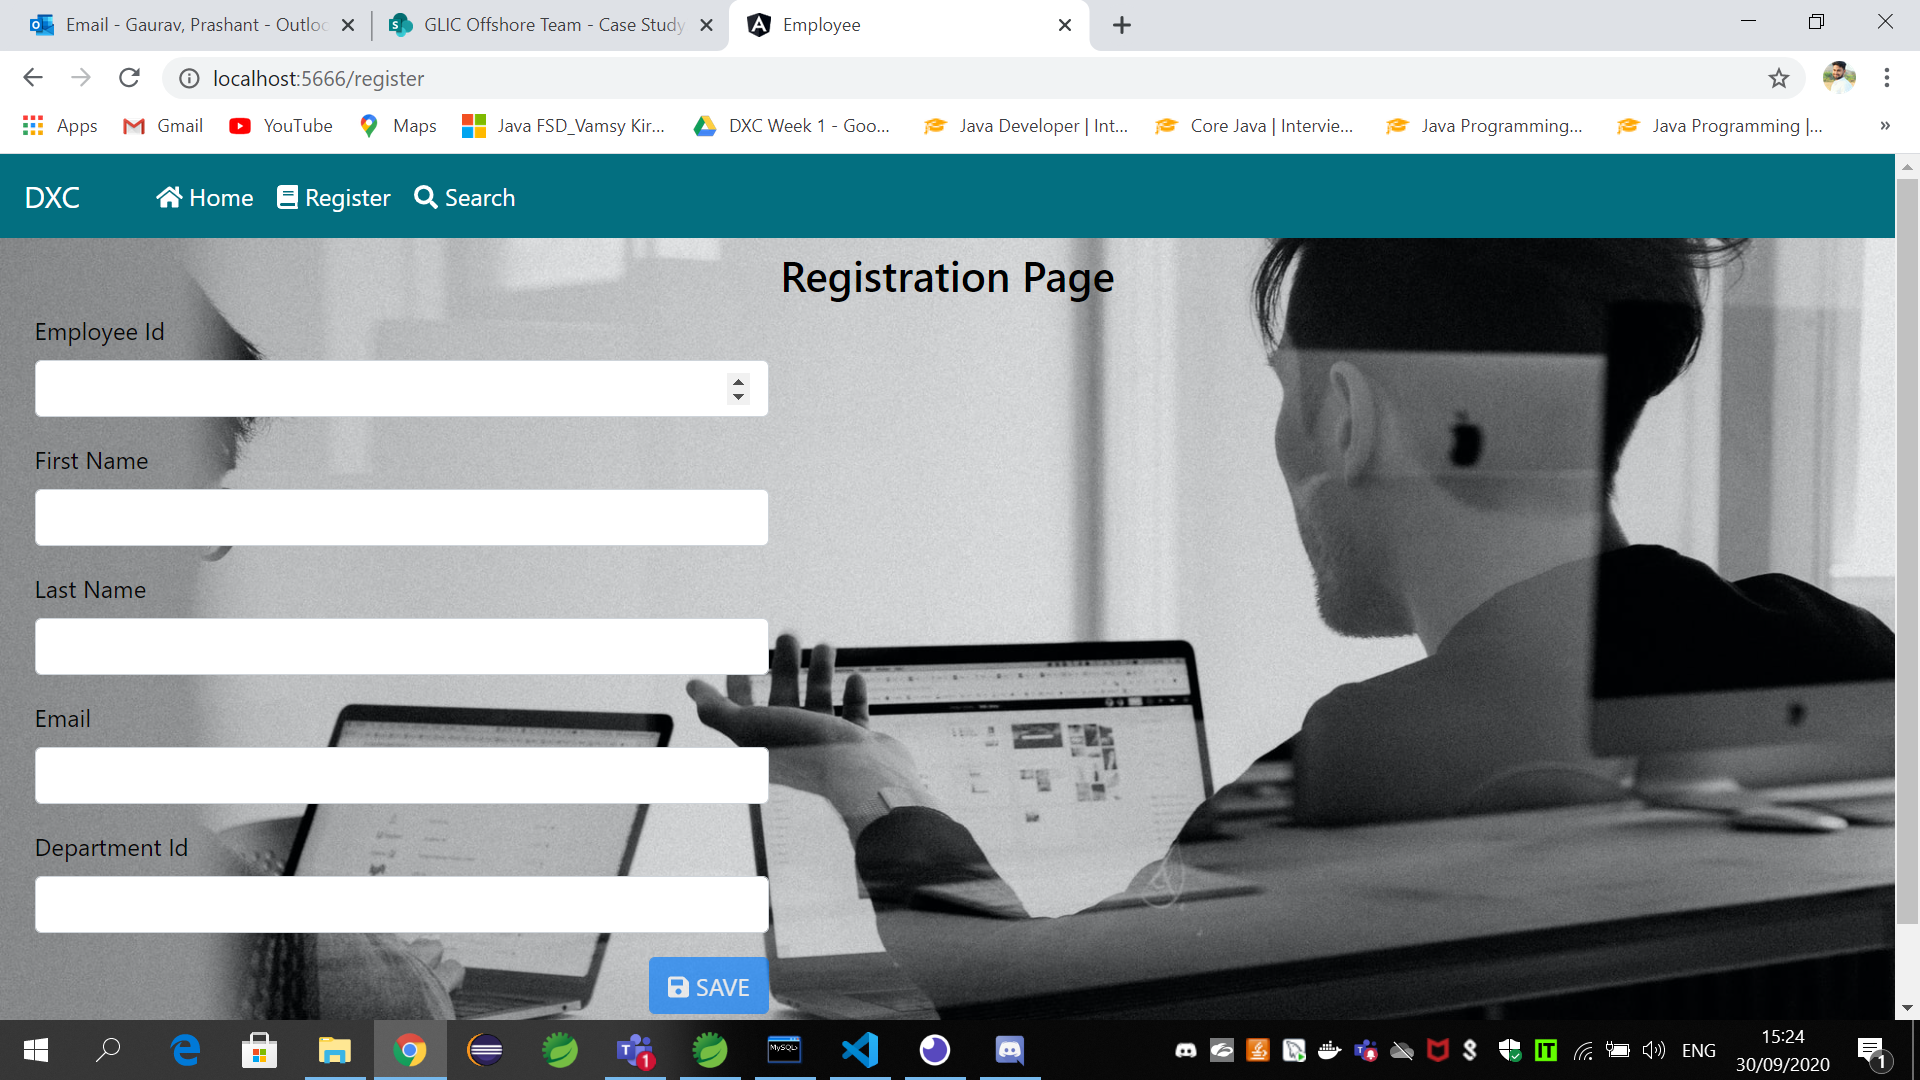 Email - Gaurav, Prashant - Outloo
GLIC Offshore Team - Case Study
Employee
localhost:5666/register
Apps
Gmail
YouTube
Maps
Java FSD_Vamsy Kir...
DXC Week 1 - Goo...
Java Developer | Int...
Core Java | Intervie...
Java Programming...
Java Programming |...
»
DXC
Home
Register
Search
Registration Page
Employee Id
First Name
Last Name
Email
Department Id
SAVE
MySQL
1
ENG
15:24
30/09/2020
1